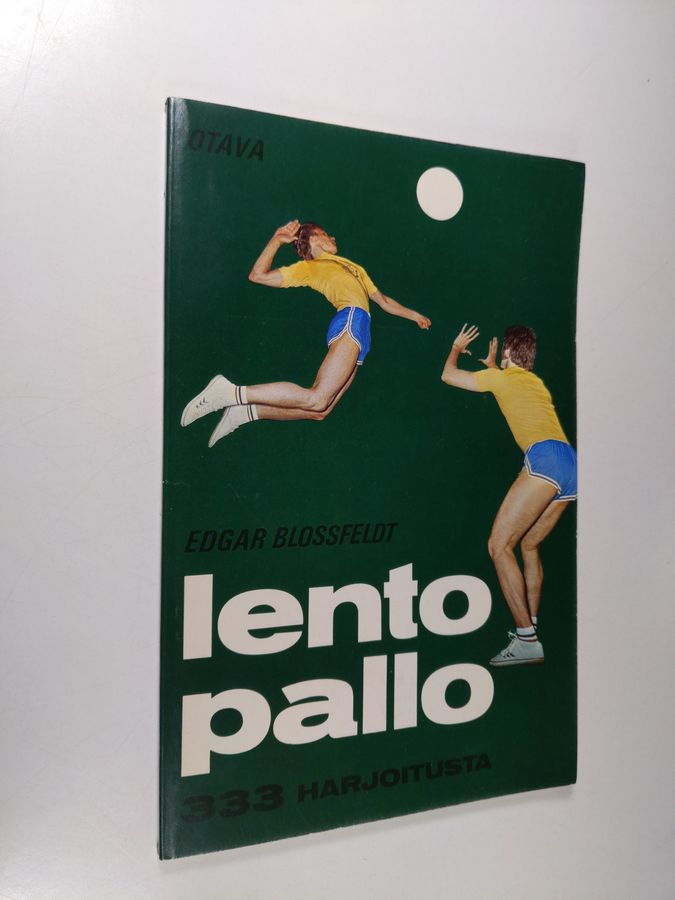 OTAVA
EDGAR BLOSSFELDT
lento
pallo
333 HARJOITUSTA